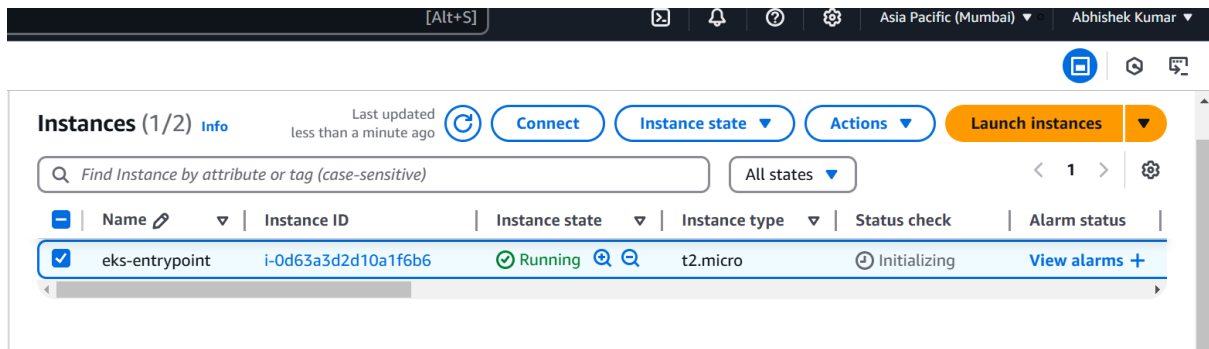 [Alt+S] Asia Pacific (Mumbai) Abhishek Kumar
Instances (1/2) Info Last updated less than a minute ago Connect Instance state Actions Launch instances
Find Instance by attribute or tag (case-sensitive) All states 1
Name Instance ID Instance state Instance type Status check Alarm status
eks-entrypoint i-0d63a3d2d10a1f6b6 Running t2.micro Initializing View alarms +